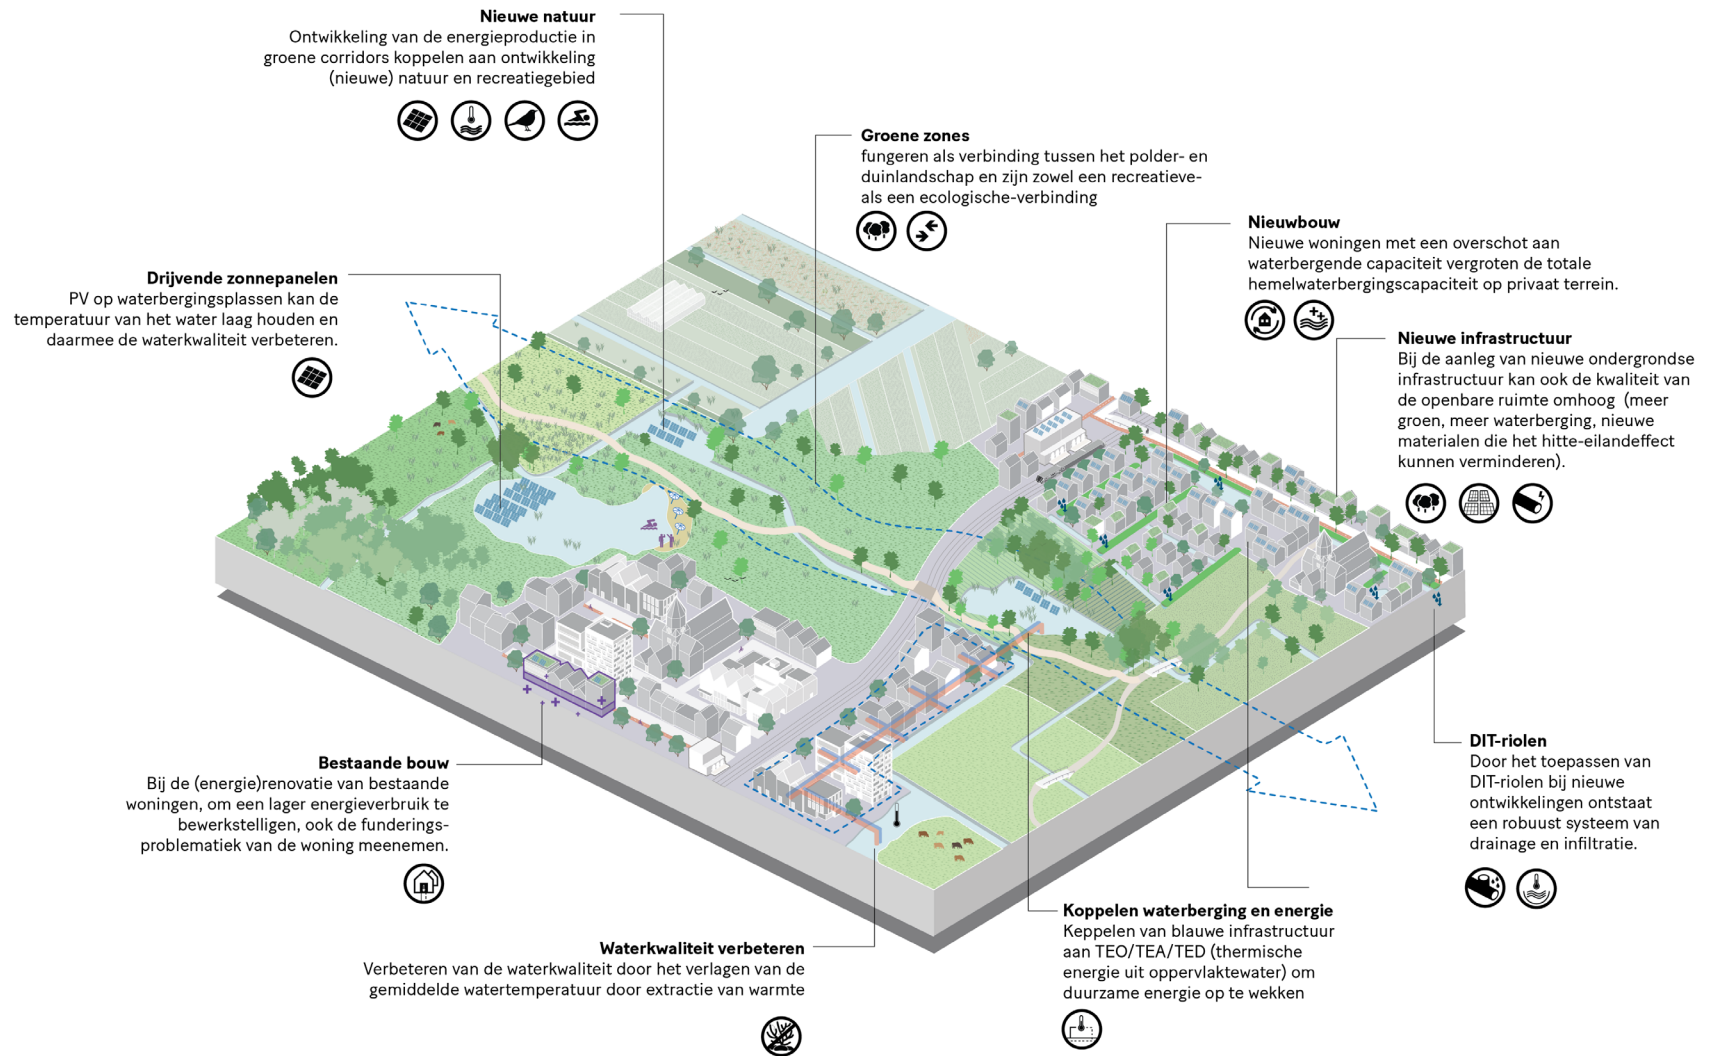 Nieuwe natuur
Ontwikkeling van de energieproductie in
groene corridors koppelen aan ontwikkeling
(nieuwe) natuur en recreatiegebied
Groene zones
fungeren als verbinding tussen het polder- en
duinlandschap en zijn zowel een recreatieve-
als een ecologische-verbinding
Nieuwbouw
Nieuwe woningen met een overschot aan
waterbergende capaciteit vergroten de totale
hemelwaterbergingscapaciteit op privaat terrein.
Drijvende zonnepanelen
PV op waterbergingsplassen kan de
temperatuur van het water laag houden en
daarmee de waterkwaliteit verbeteren.
Nieuwe infrastructuur
Bij de aanleg van nieuwe ondergrondse
infrastructuur kan ook de kwaliteit van
de openbare ruimte omhoog (meer
groen, meer waterberging, nieuwe
materialen die het hitte-eilandeffect
kunnen verminderen).
DIT-riolen
Door het toepassen van
DIT-riolen bij nieuwe
ontwikkelingen ontstaat
een robuust systeem van
drainage en infiltratie.
Bestaande bouw
Bij de (energie)renovatie van bestaande
woningen, om een lager energieverbruik te
bewerkstelligen, ook de funderings-
problematiek van de woning meenemen.
Koppelen waterberging en energie
Keppelen van blauwe infrastructuur
aan TEO/TEA/TED (thermische
energie uit oppervlaktewater) om
duurzame energie op te wekken
Waterkwaliteit verbeteren
Verbeteren van de waterkwaliteit door het verlagen van de
gemiddelde watertemperatuur door extractie van warmte